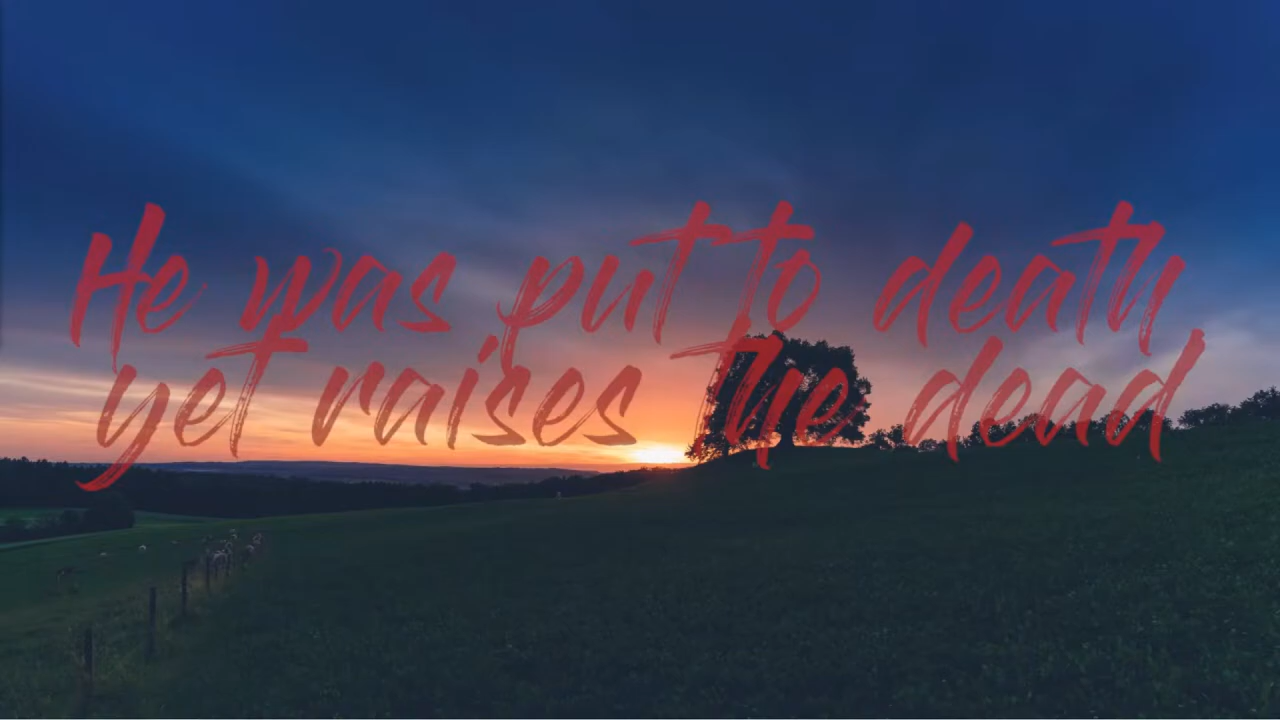 He was put to death
yet raises the dead